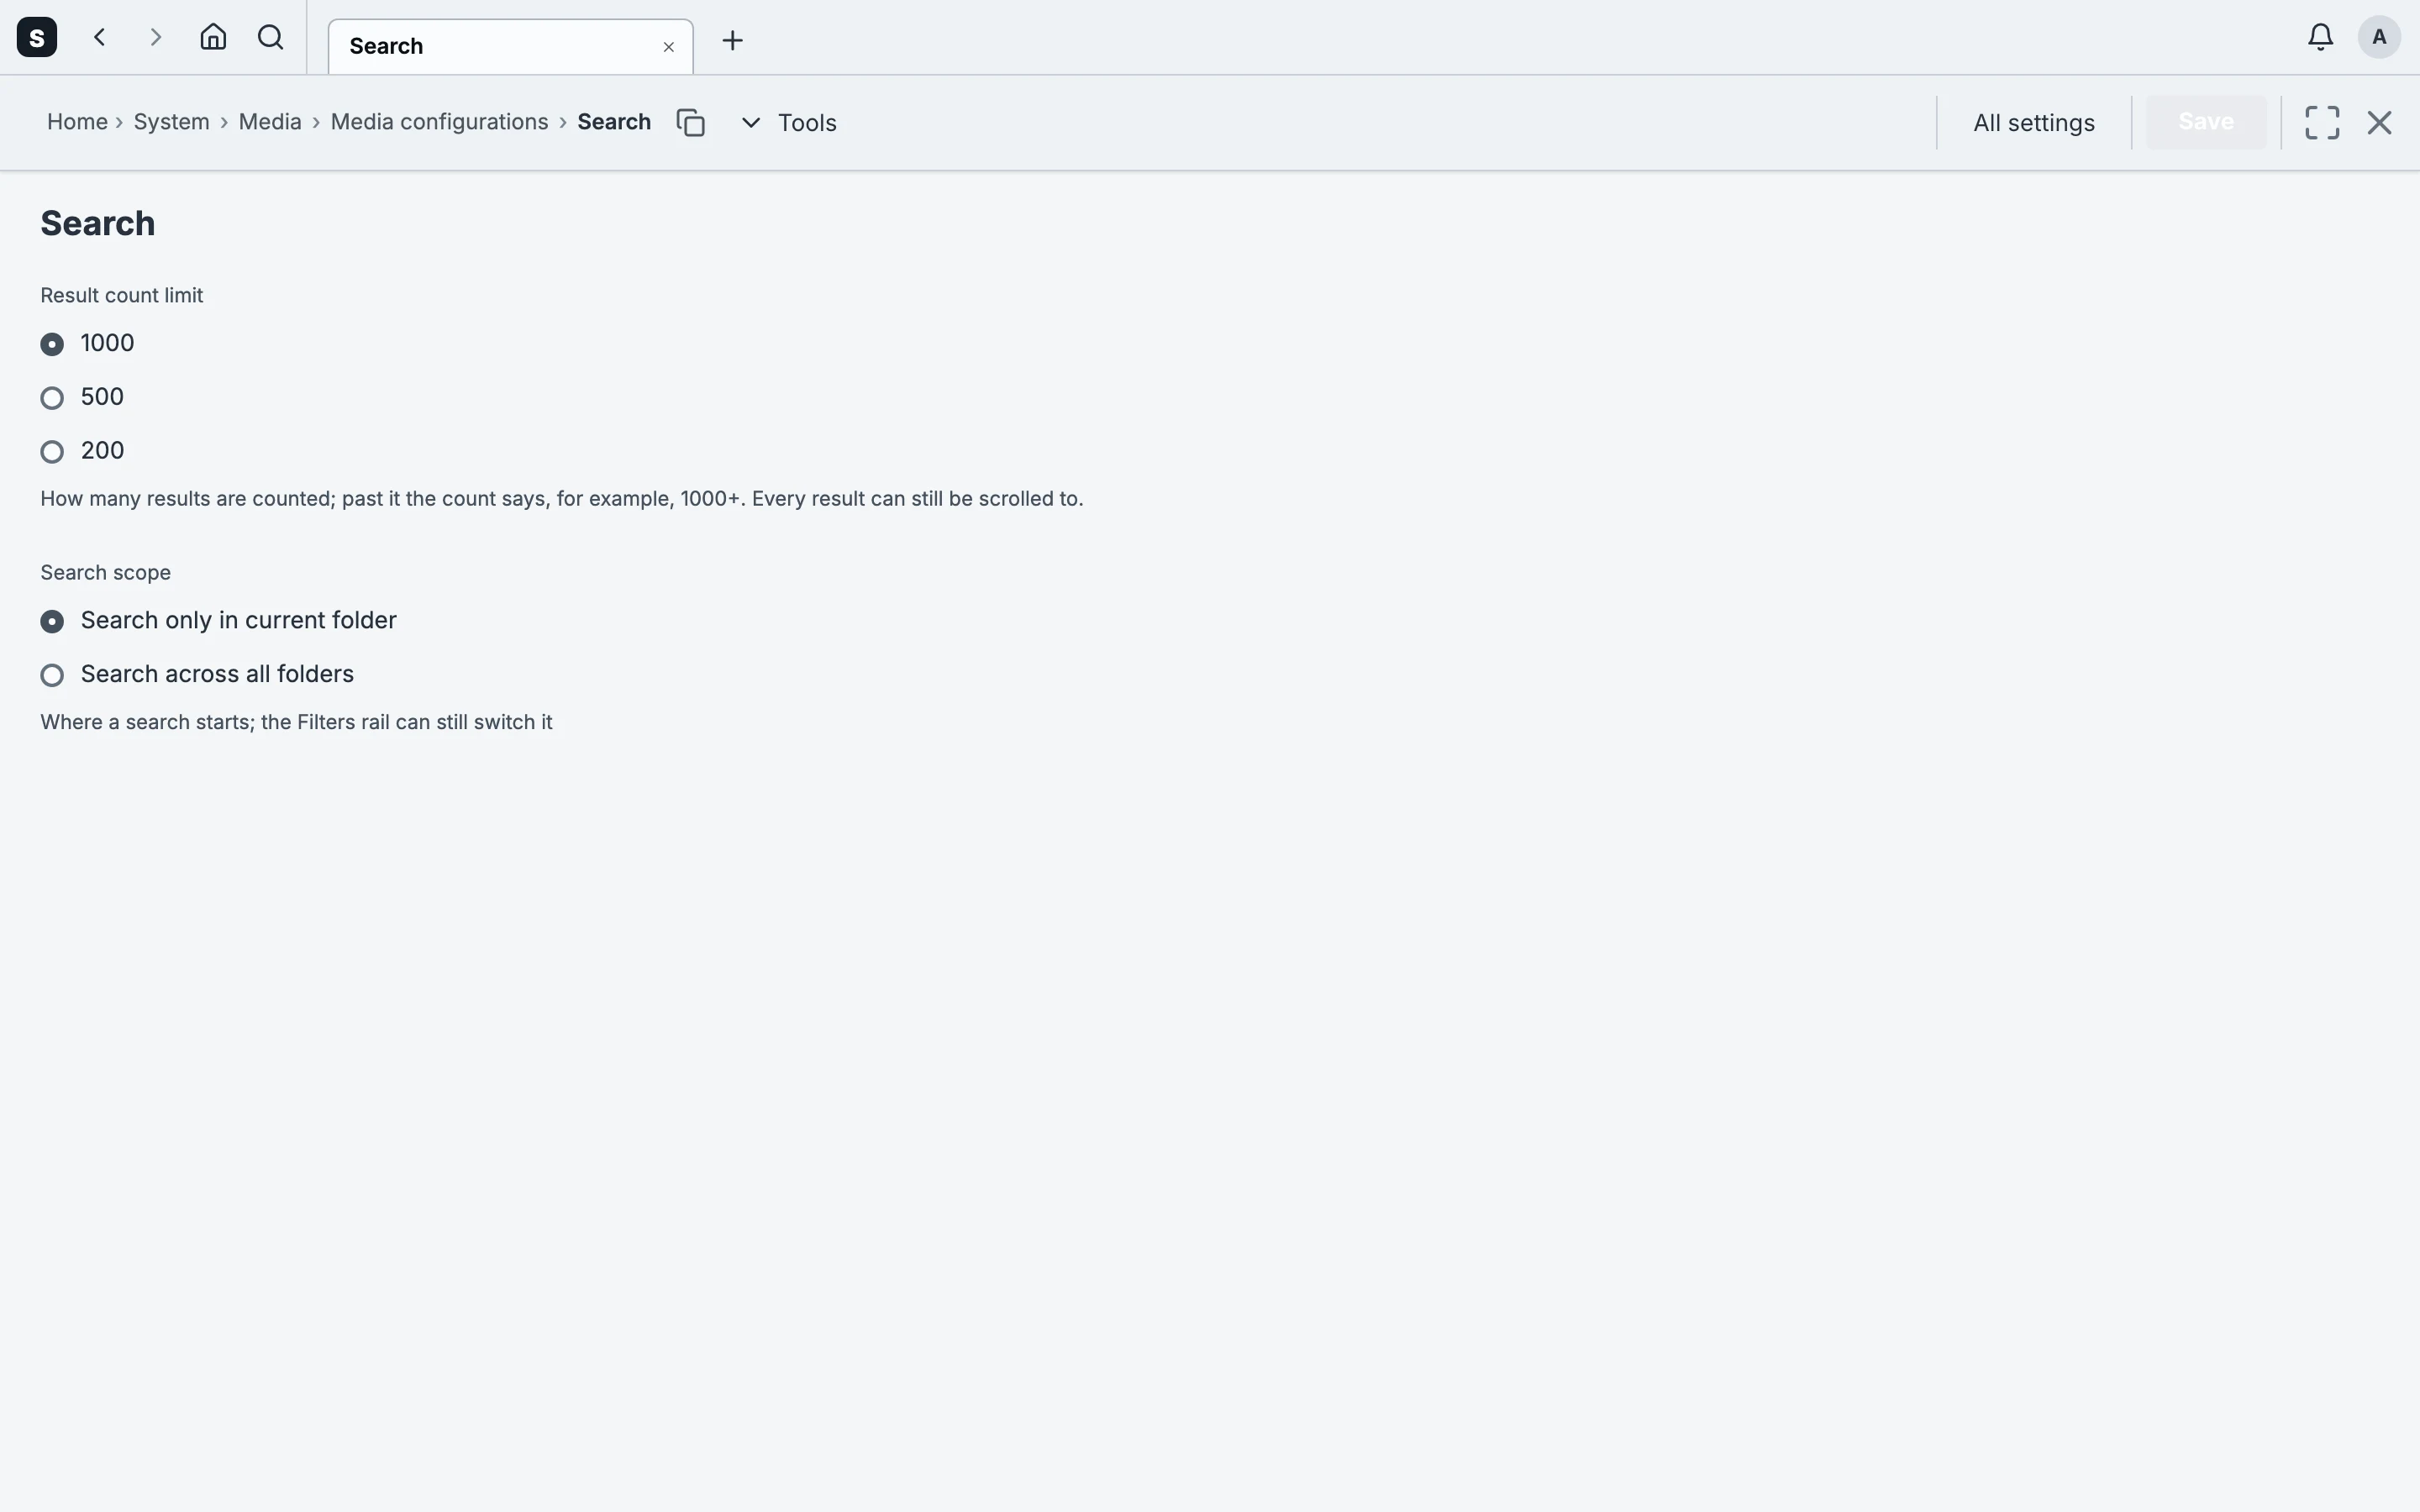 S
Search
A
Home › System › Media › Media configurations › Search
Tools
All settings
Save
Search
Result count limit
1000
500
200
How many results are counted; past it the count says, for example, 1000+. Every result can still be scrolled to.
Search scope
Search only in current folder
Search across all folders
Where a search starts; the Filters rail can still switch it